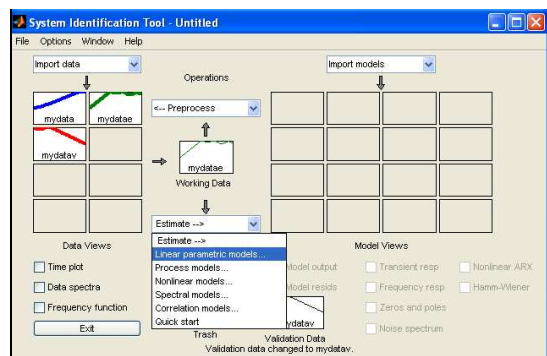 System Identification Tool - Untitled
File Options Window Help
Import data
Import models
Operations
mydata
mydatae
<-- Preprocess
mydatav
mydatae
Working Data
Estimate -->
Estimate -->
Linear parametric models...
Process models...
Nonlinear models...
Spectral models...
Correlation models...
Quick start
Data Views
Time plot
Data spectra
Frequency function
Exit
Model Views
Model output
Transient resp
Nonlinear ARX
Model resids
Frequency resp
Hamm-Wiener
Zeros and poles
Noise spectrum
ydatav
Trash
Validation Data
Validation data changed to mydatav.